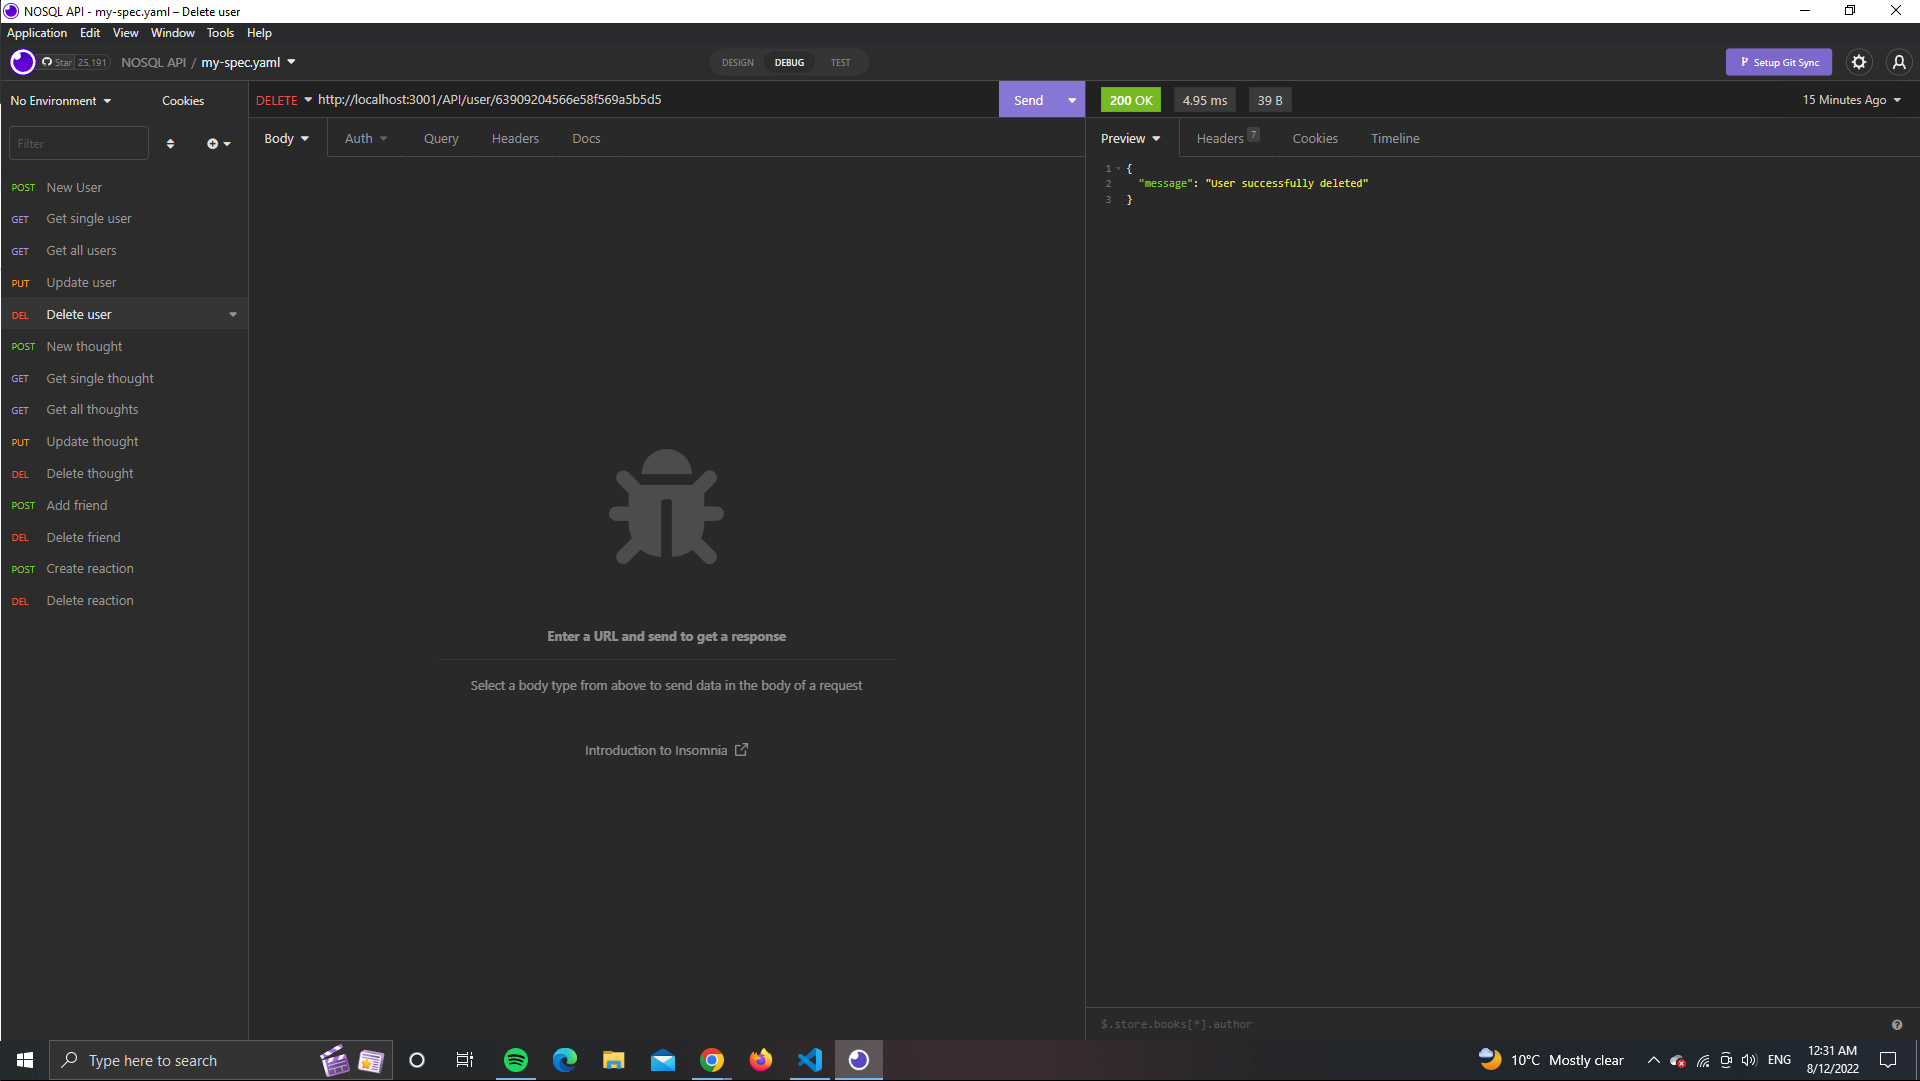 NOSQL API - my-spec.yaml – Delete user
Application Edit View Window Tools Help
Star 25,191 NOSQL API / my-spec.yaml DESIGN DEBUG TEST Setup Git Sync
No Environment Cookies DELETE http://localhost:3001/API/user/63909204566e58f569a5b5d5 Send 200 OK 4.95 ms 39 B 15 Minutes Ago
Filter
Body Auth Query Headers Docs
Preview Headers 7 Cookies Timeline
1 {
2 "message": "User successfully deleted"
3 }
POST New User
GET Get single user
GET Get all users
PUT Update user
DEL Delete user
POST New thought
GET Get single thought
GET Get all thoughts
PUT Update thought
DEL Delete thought
POST Add friend
DEL Delete friend
POST Create reaction
DEL Delete reaction
Enter a URL and send to get a response
Select a body type from above to send data in the body of a request
Introduction to Insomnia
$.store.books[*].author
Type here to search
10°C Mostly clear
ENG
12:31 AM
8/12/2022